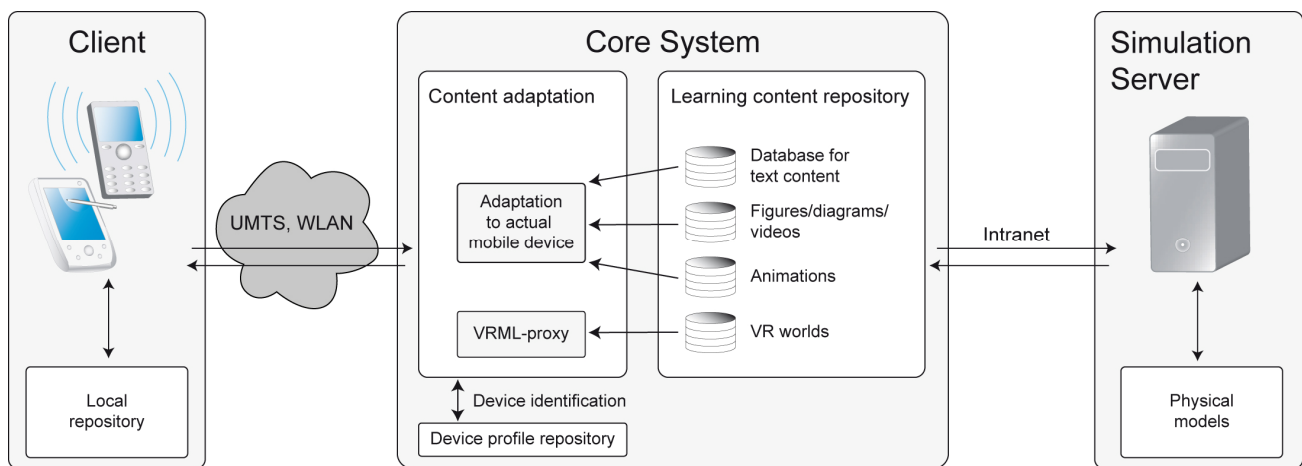 Client
UMTS, WLAN
Local
repository
Core System
Content adaptation
Adaptation
to actual
mobile device
VRML-proxy
Device identification
Device profile repository
Learning content repository
Database for
text content
Figures/diagrams/
videos
Animations
VR worlds
Intranet
Simulation
Server
Physical
models